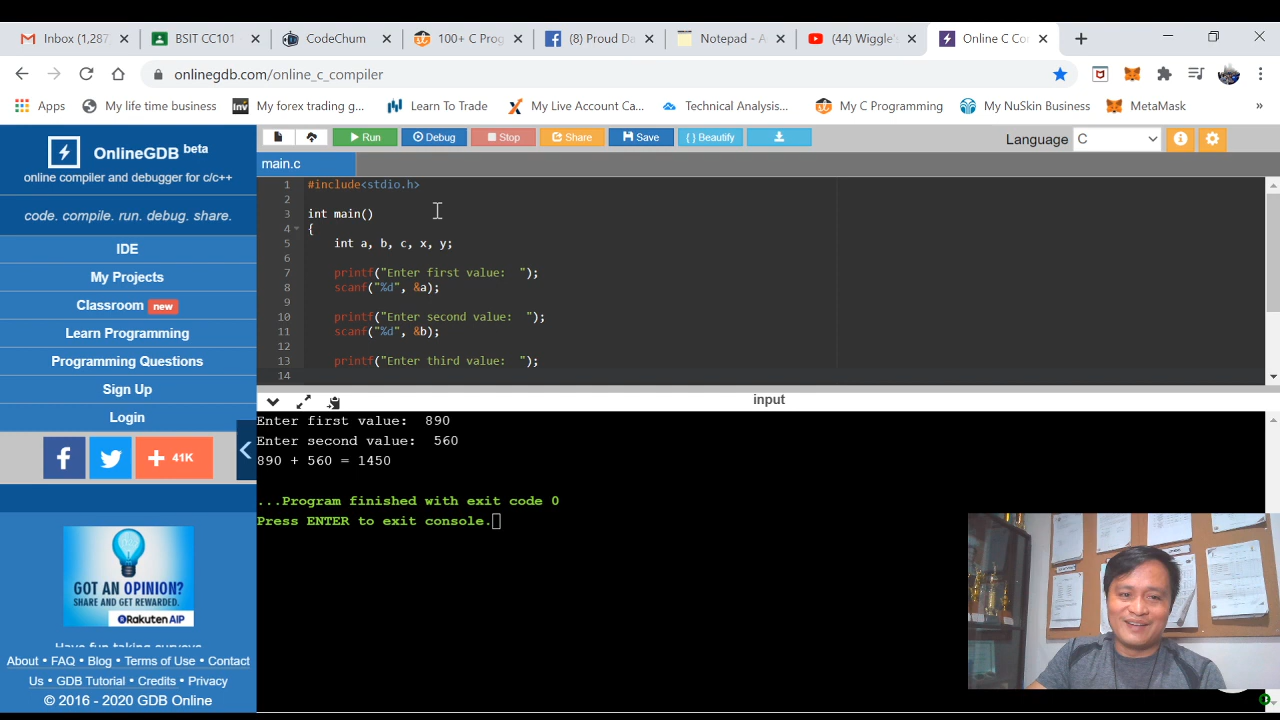 Inbox (1,287
BSIT CC101
CodeChum
100+ C Prog
(8) Proud Da
Notepad - A
(44) Wiggle's
Online C Co
onlinegdb.com/online_c_compiler
Apps
My life time business
My forex trading g...
Learn To Trade
My Live Account Ca...
Technical Analysis...
My C Programming
My NuSkin Business
MetaMask
»
OnlineGDB beta
online compiler and debugger for c/c++
code. compile. run. debug. share.
IDE
My Projects
Classroom new
Learn Programming
Programming Questions
Sign Up
Login
f
+ 41K
GOT AN OPINION?
SHARE AND GET REWARDED.
Rakuten AIP
Have fun taking surveys
About • FAQ • Blog • Terms of Use • Contact
Us • GDB Tutorial • Credits • Privacy
© 2016 - 2020 GDB Online
Run
Debug
Stop
Share
Save
{ } Beautify
Language C
main.c
1 #include<stdio.h>
2
3 int main()
4 {
5 int a, b, c, x, y;
6
7 printf("Enter first value:  ");
8 scanf("%d", &a);
9
10 printf("Enter second value:  ");
11 scanf("%d", &b);
12
13 printf("Enter third value:  ");
14
input
Enter first value:  890
Enter second value:  560
890 + 560 = 1450
...Program finished with exit code 0
Press ENTER to exit console.